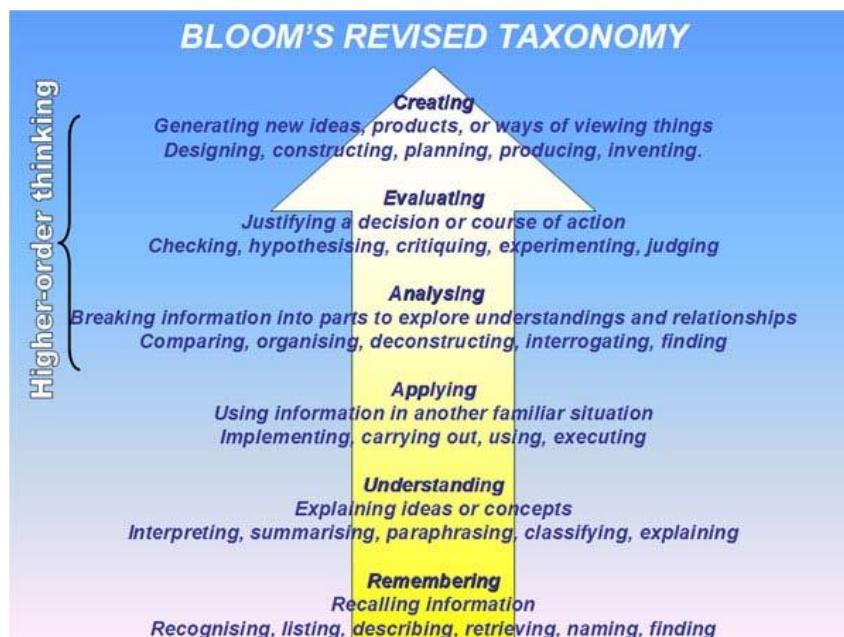 BLOOM'S REVISED TAXONOMY
Higher-order thinking
Creating
Generating new ideas, products, or ways of viewing things
Designing, constructing, planning, producing, inventing.
Evaluating
Justifying a decision or course of action
Checking, hypothesising, critiquing, experimenting, judging
Analysing
Breaking information into parts to explore understandings and relationships
Comparing, organising, deconstructing, interrogating, finding
Applying
Using information in another familiar situation
Implementing, carrying out, using, executing
Understanding
Explaining ideas or concepts
Interpreting, summarising, paraphrasing, classifying, explaining
Remembering
Recalling information
Recognising, listing, describing, retrieving, naming, finding